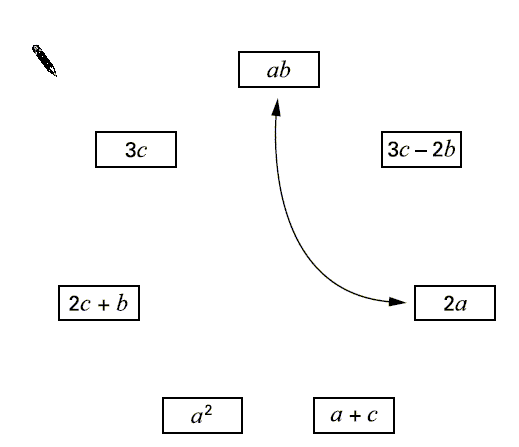 ab
3c
3c – 2b
2c + b
2a
a²
a + c